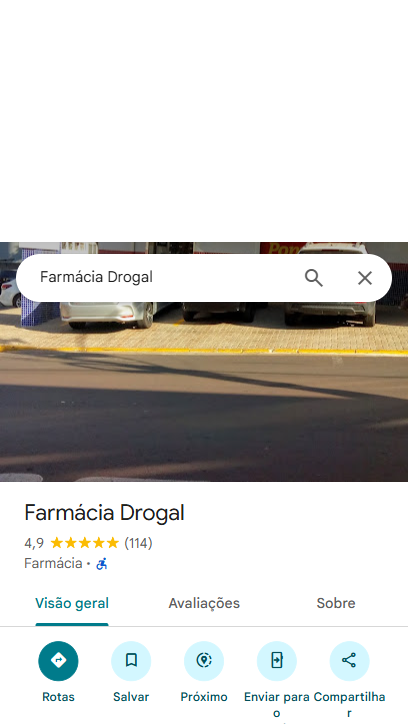 Farmácia Drogal
Farmácia Drogal
4,9 (114)
Farmácia ·
Visão geral Avaliações Sobre
Rotas Salvar Próximo Enviar para o Compartilhar